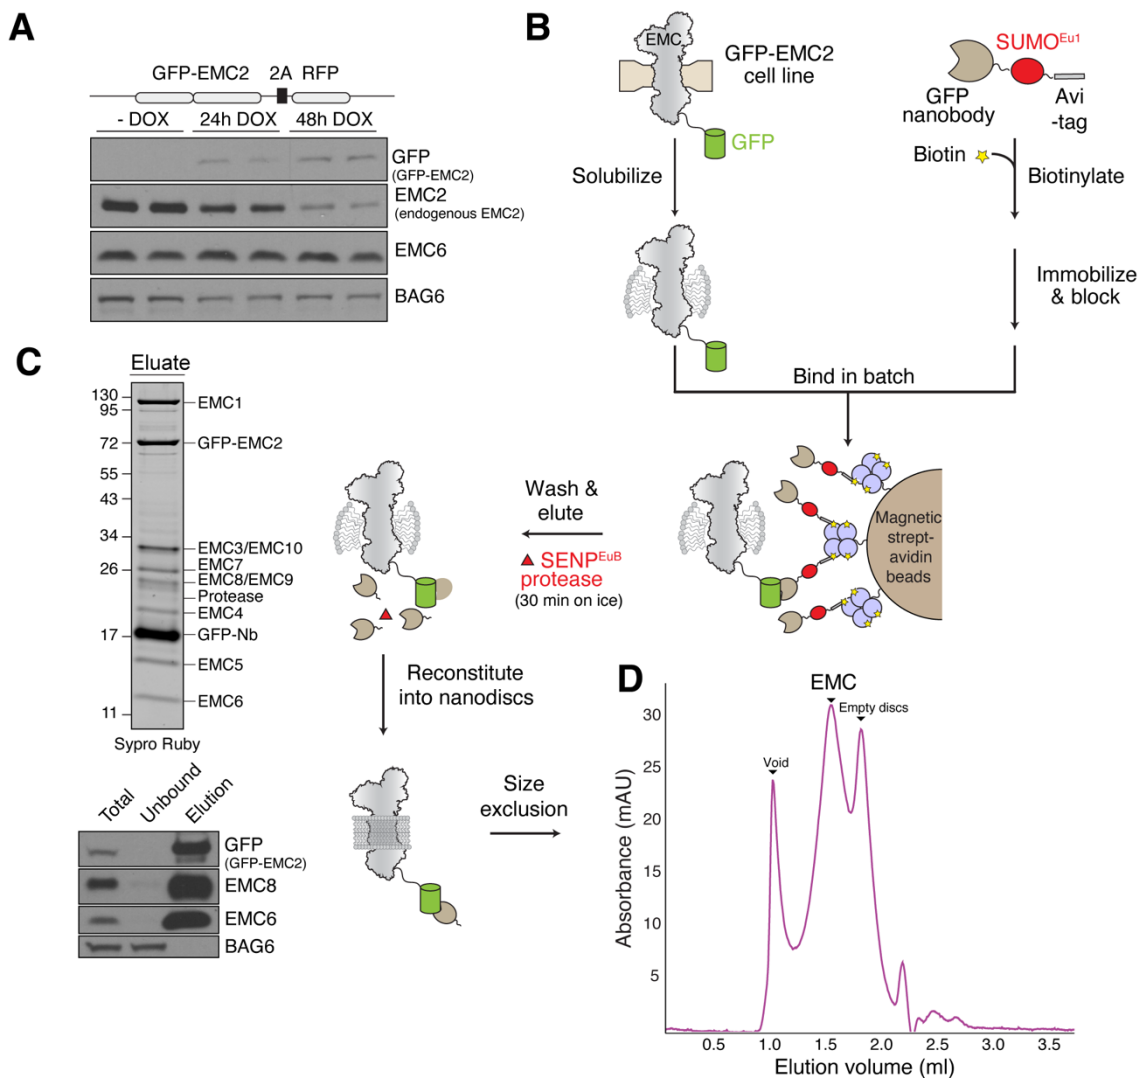 A
GFP-EMC2 2A RFP
- DOX 24h DOX 48h DOX
GFP
(GFP-EMC2)
EMC2
(endogenous EMC2)
EMC6
BAG6
B
EMC
GFP-EMC2
cell line
GFP
SUMOEu1
GFP
nanobody
Avi
-tag
Biotin
Solubilize
Biotinylate
Immobilize
& block
Bind in batch
Magnetic
strept-
avidin
beads
Wash &
elute
SENPEuB
protease
(30 min on ice)
Reconstitute
into nanodiscs
Size
exclusion
C
Eluate
130
95
72
55
43
34
26
17
11
EMC1
GFP-EMC2
EMC3/EMC10
EMC7
EMC8/EMC9
Protease
EMC4
GFP-Nb
EMC5
EMC6
Sypro Ruby
Total Unbound Elution
GFP
(GFP-EMC2)
EMC8
EMC6
BAG6
D
EMC
Empty discs
Void
Absorbance (mAU)
30
25
20
15
10
5
0.5 1.0 1.5 2.0 2.5 3.0 3.5
Elution volume (ml)